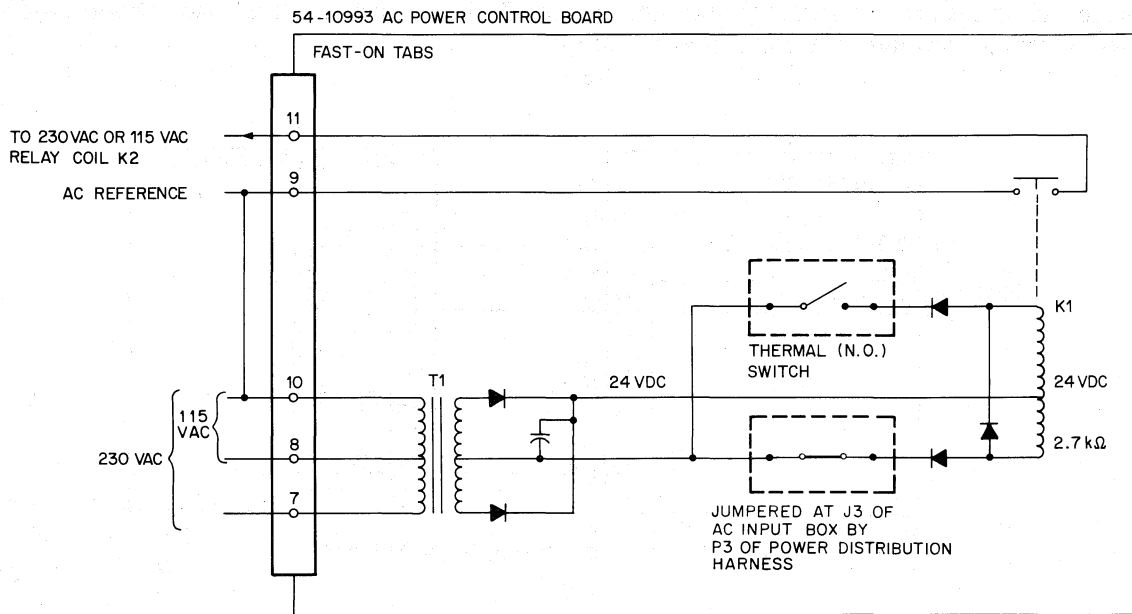 54-10993 AC POWER CONTROL BOARD
FAST-ON TABS
11
TO 230VAC OR 115 VAC
RELAY COIL K2
9
AC REFERENCE
K1
THERMAL (N.O.)
SWITCH
10
T1
24 VDC
24 VDC
115
VAC
8
230 VAC
2.7kΩ
7
JUMPERED AT J3 OF
AC INPUT BOX BY
P3 OF POWER DISTRIBUTION
HARNESS